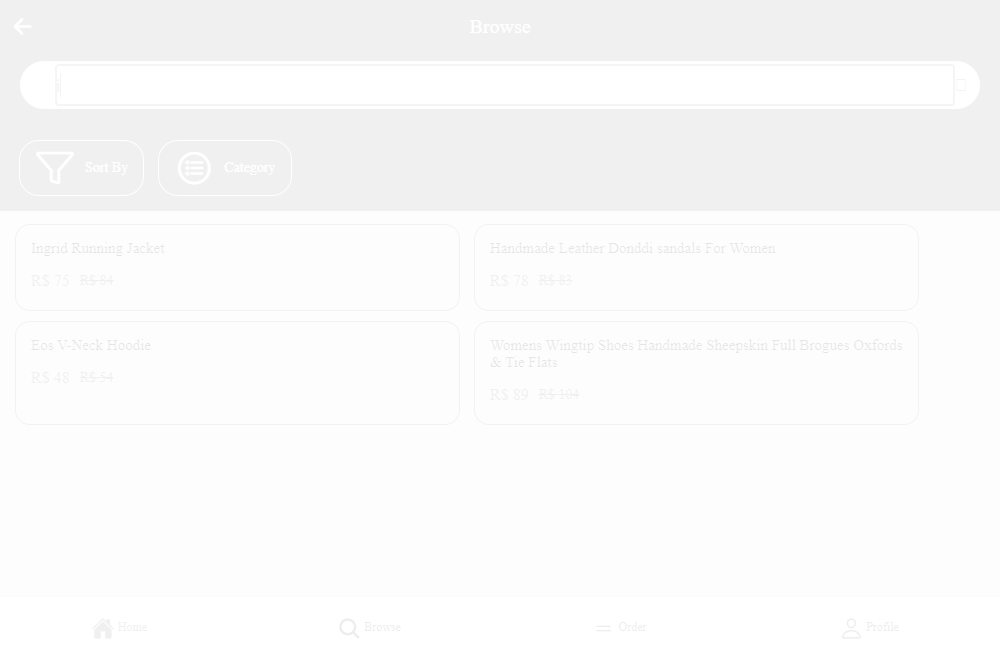 Browse
Sort By
Category
Ingrid Running Jacket
R$ 75 R$ 84
Handmade Leather Donddi sandals For Women
R$ 78 R$ 83
Eos V-Neck Hoodie
R$ 48 R$ 54
Womens Wingtip Shoes Handmade Sheepskin Full Brogues Oxfords
& Tie Flats
R$ 89 R$ 104
Home
Browse
Order
Profile